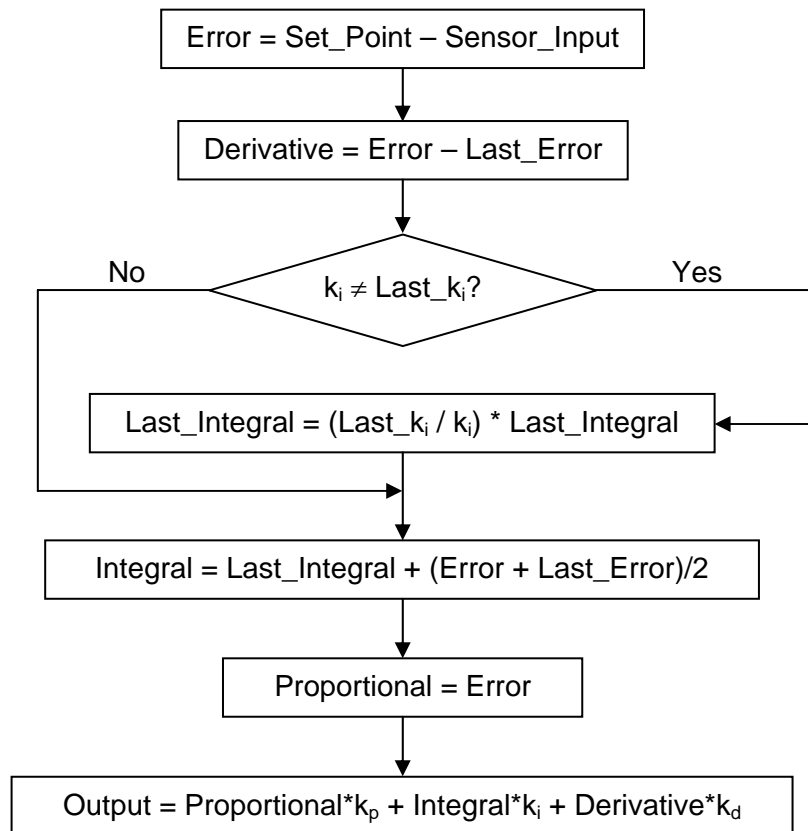 Error = Set_Point – Sensor_Input
Derivative = Error – Last_Error
No
kᵢ ≠ Last_kᵢ?
Yes
Last_Integral = (Last_kᵢ / kᵢ) * Last_Integral
Integral = Last_Integral + (Error + Last_Error)/2
Proportional = Error
Output = Proportional*kₚ + Integral*kᵢ + Derivative*k_d